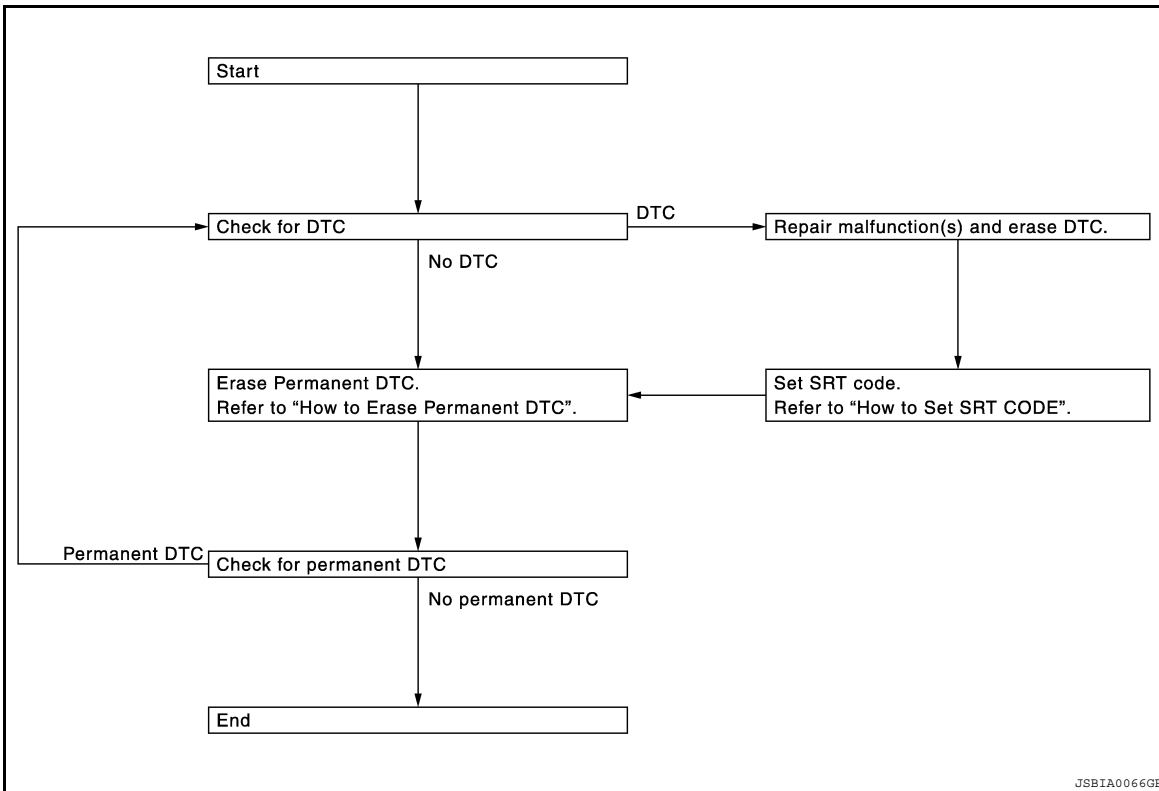 Start
Check for DTC
DTC
Repair malfunction(s) and erase DTC.
No DTC
Erase Permanent DTC.
Refer to “How to Erase Permanent DTC”.
Set SRT code.
Refer to “How to Set SRT CODE”.
Permanent DTC
Check for permanent DTC
No permanent DTC
End
JSBIA0066GE